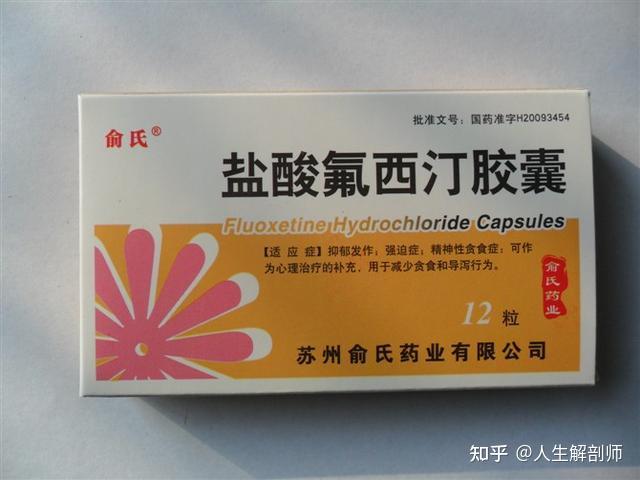 批准文号：国药准字H20093454
俞氏®
盐酸氟西汀胶囊
Fluoxetine Hydrochloride Capsules
【适 应 症】抑郁发作；强迫症；精神性贪食症：可作
为心理治疗的补充，用于减少贪食和导泻行为。
俞氏药业
12粒
苏州俞氏药业有限公司
知乎 @人生解剖师